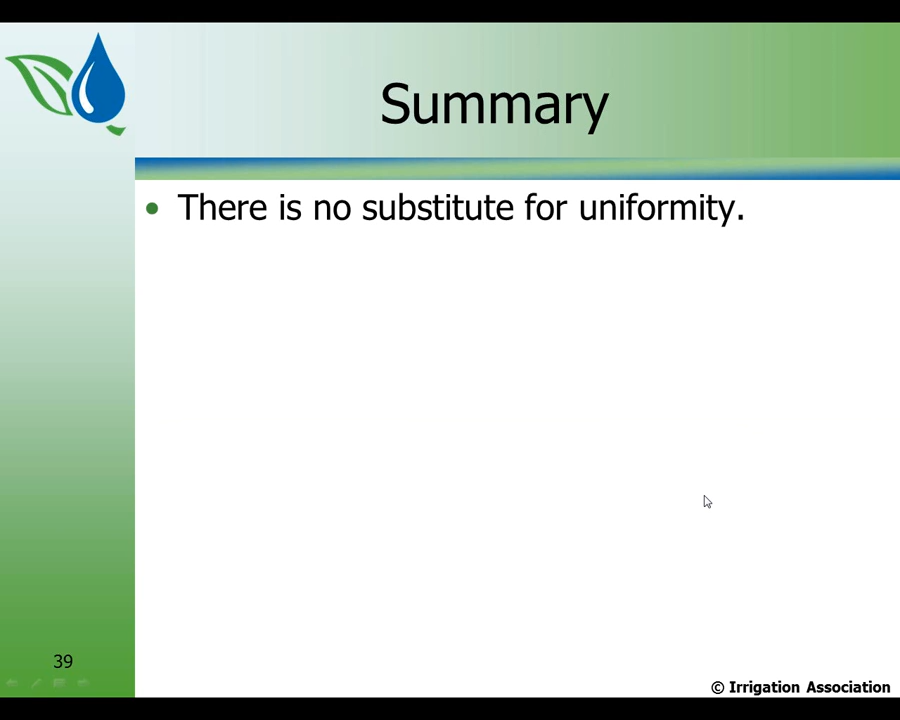 Summary
• There is no substitute for uniformity.
39
© Irrigation Association